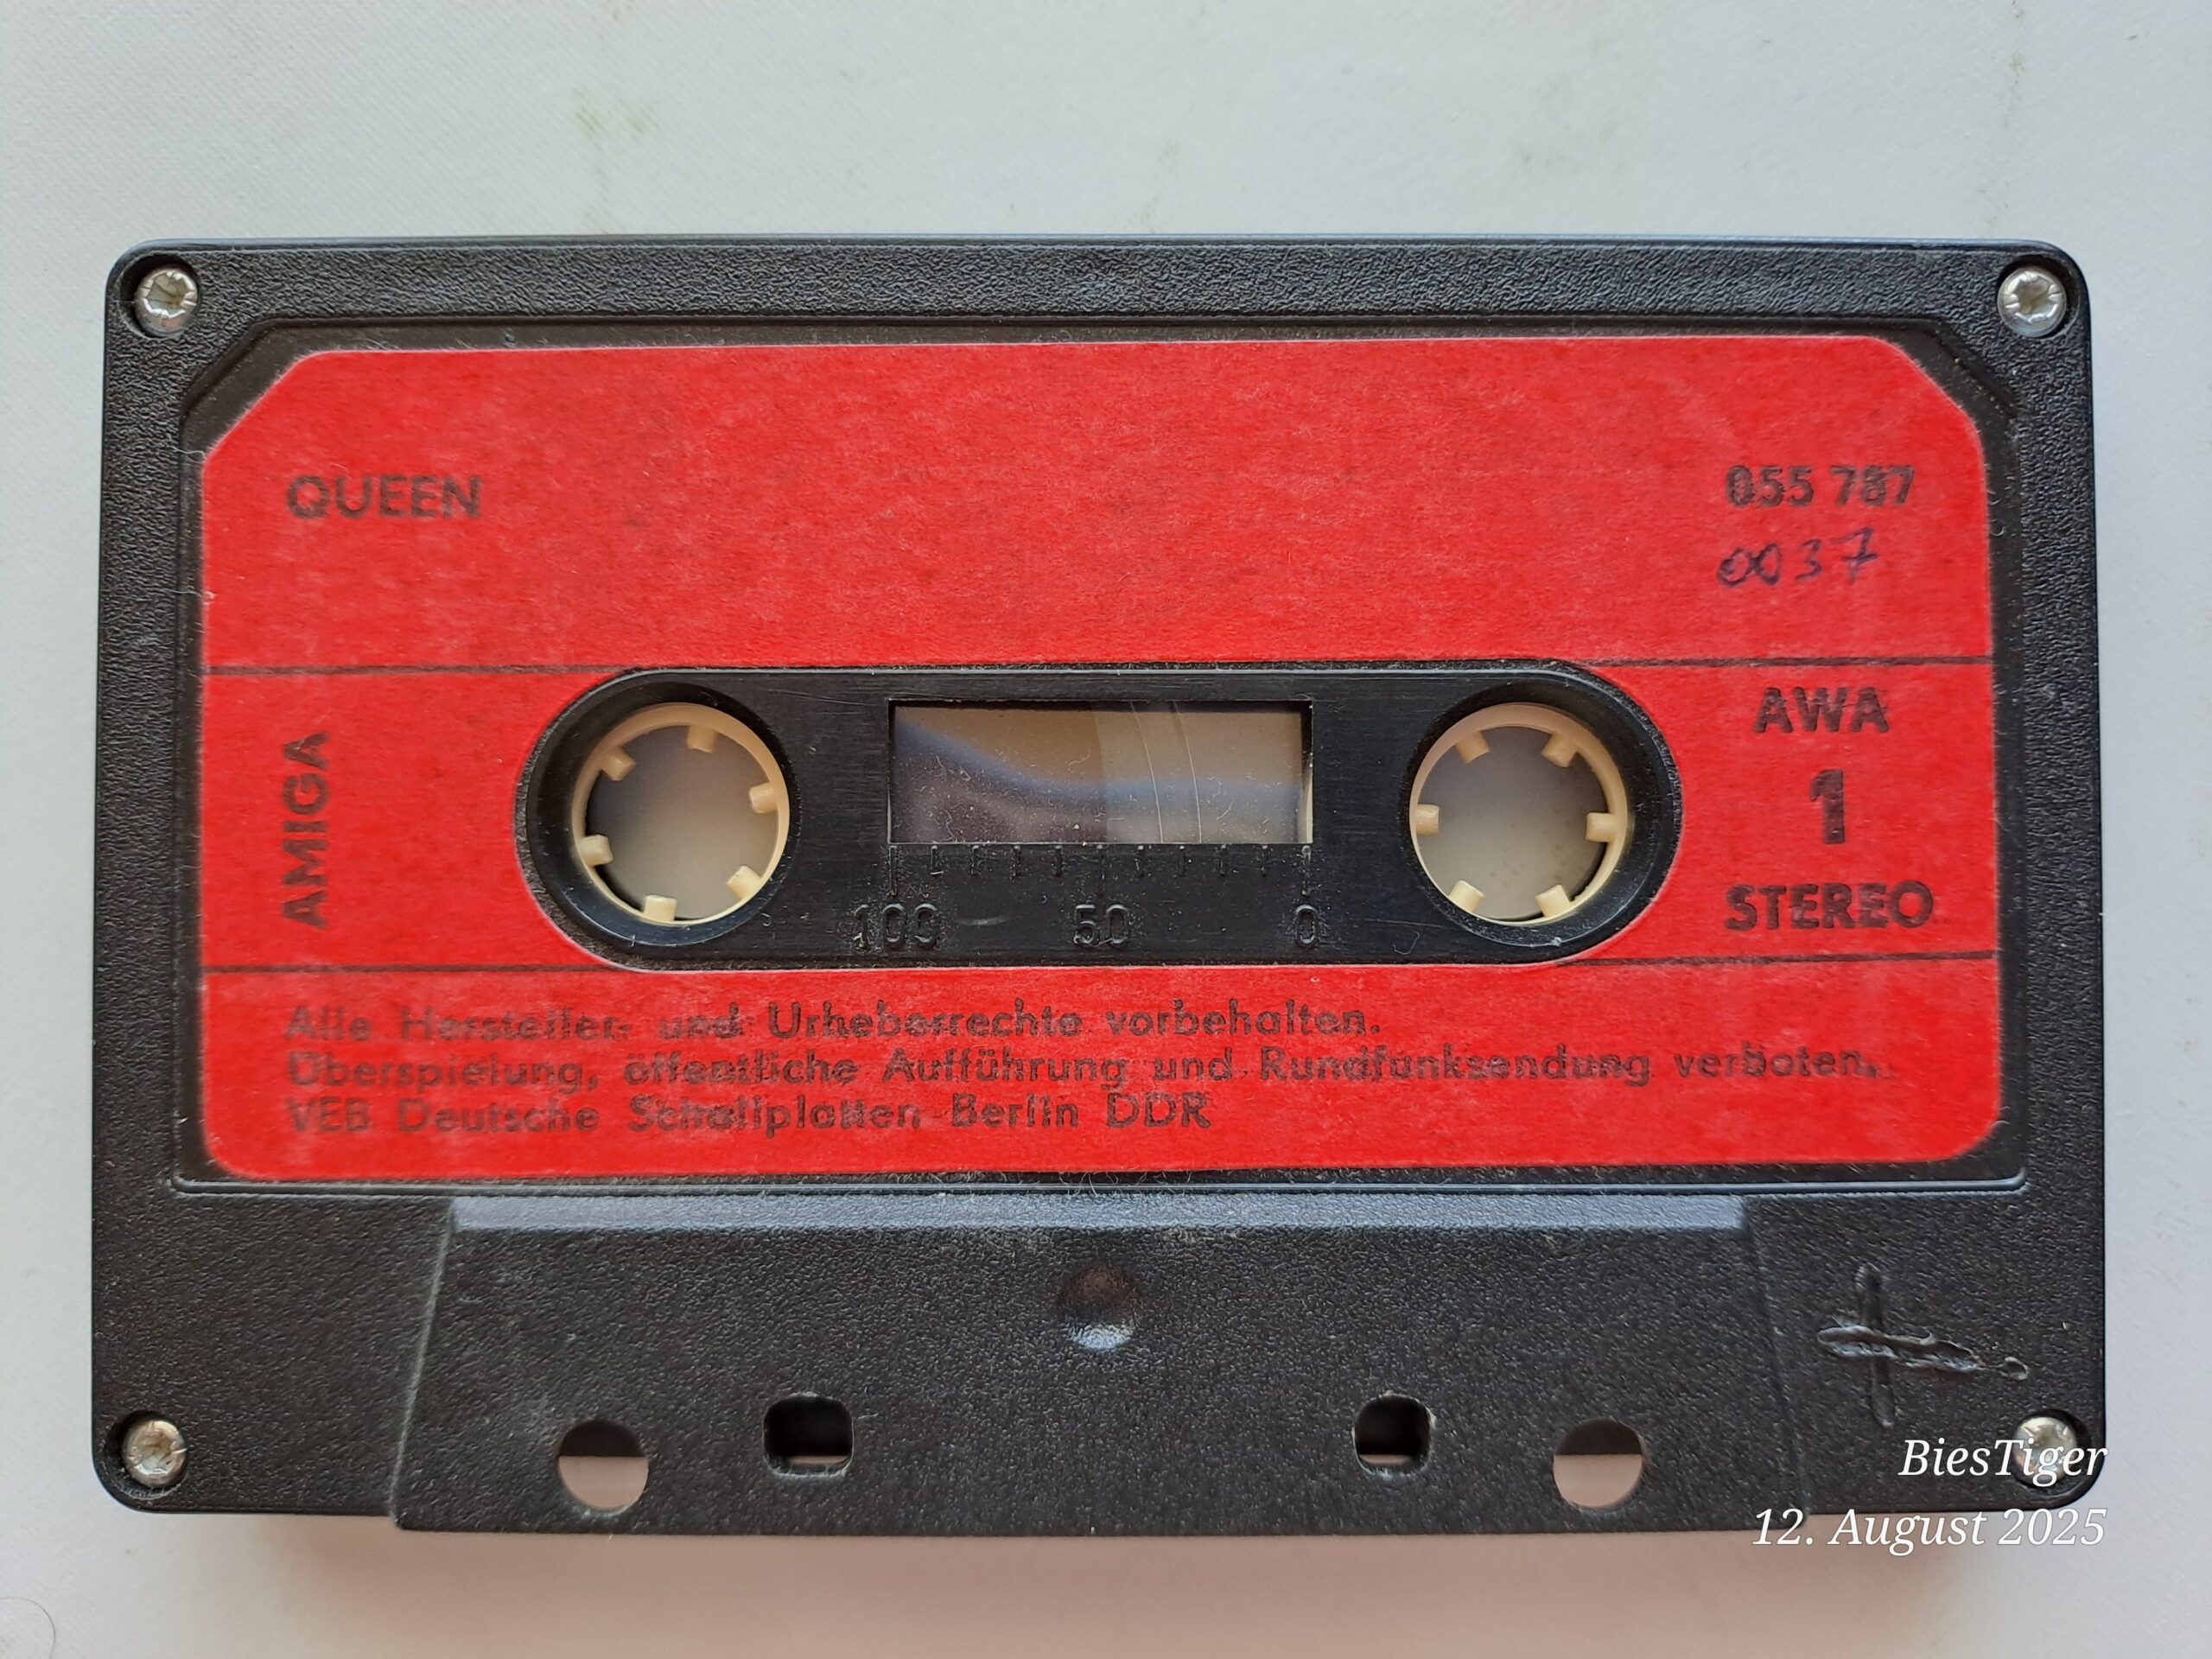 QUEEN
055 787
0037
AMIGA
AWA
1
STEREO
100 50 0
Alle Hersteller- und Urheberrechte vorbehalten.
Überspielung, öffentliche Aufführung und Rundfunksendung verboten.
VEB Deutsche Schallplatten Berlin DDR
BiesTiger
12. August 2025